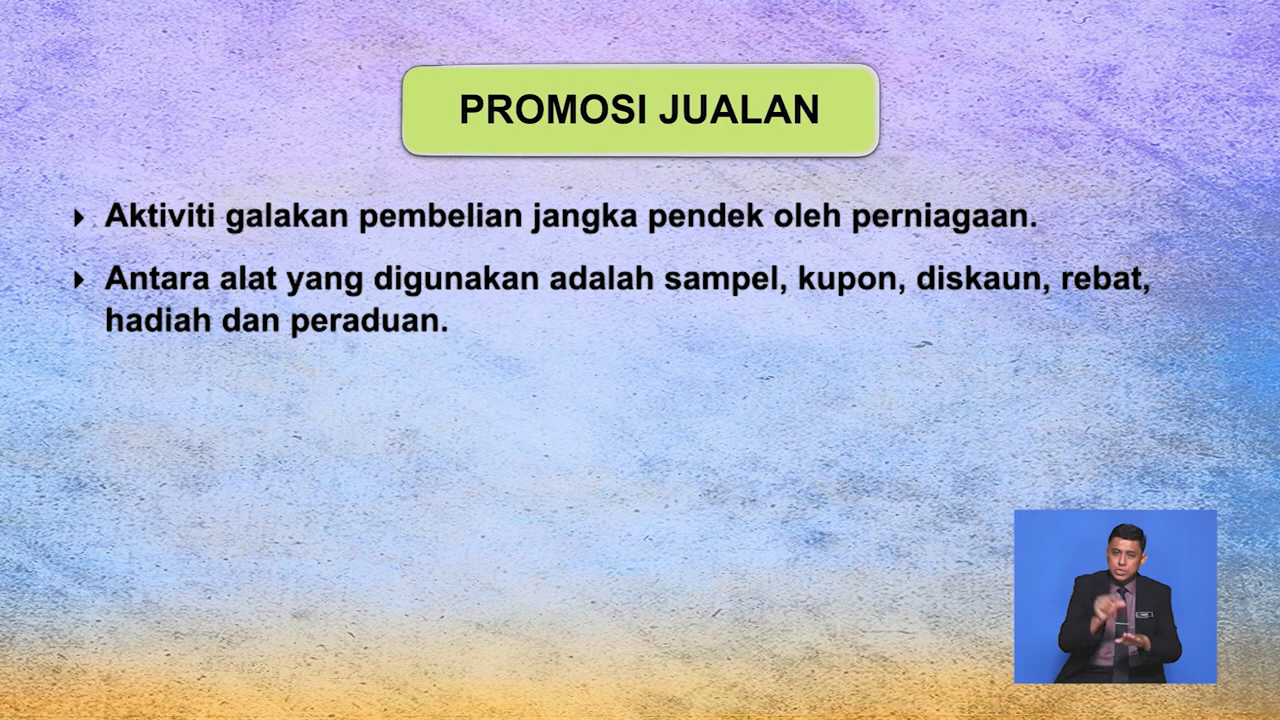 PROMOSI JUALAN
Aktiviti galakan pembelian jangka pendek oleh perniagaan.
Antara alat yang digunakan adalah sampel, kupon, diskaun, rebat,
hadiah dan peraduan.